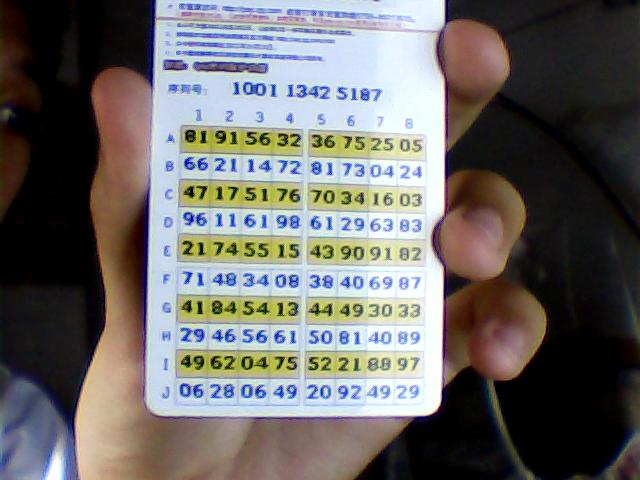 序列号: 1001 1342 5187
1 2 3 4 5 6 7 8
A 81 91 56 32 36 75 25 05
B 66 21 14 72 81 73 04 24
C 47 17 51 76 70 34 16 03
D 96 11 61 98 61 29 63 83
E 21 74 55 15 43 90 91 82
F 71 48 34 08 38 40 69 87
G 41 84 54 13 44 49 30 33
H 29 46 56 61 50 81 40 89
I 49 62 04 75 52 21 88 97
J 06 28 06 49 20 92 49 29